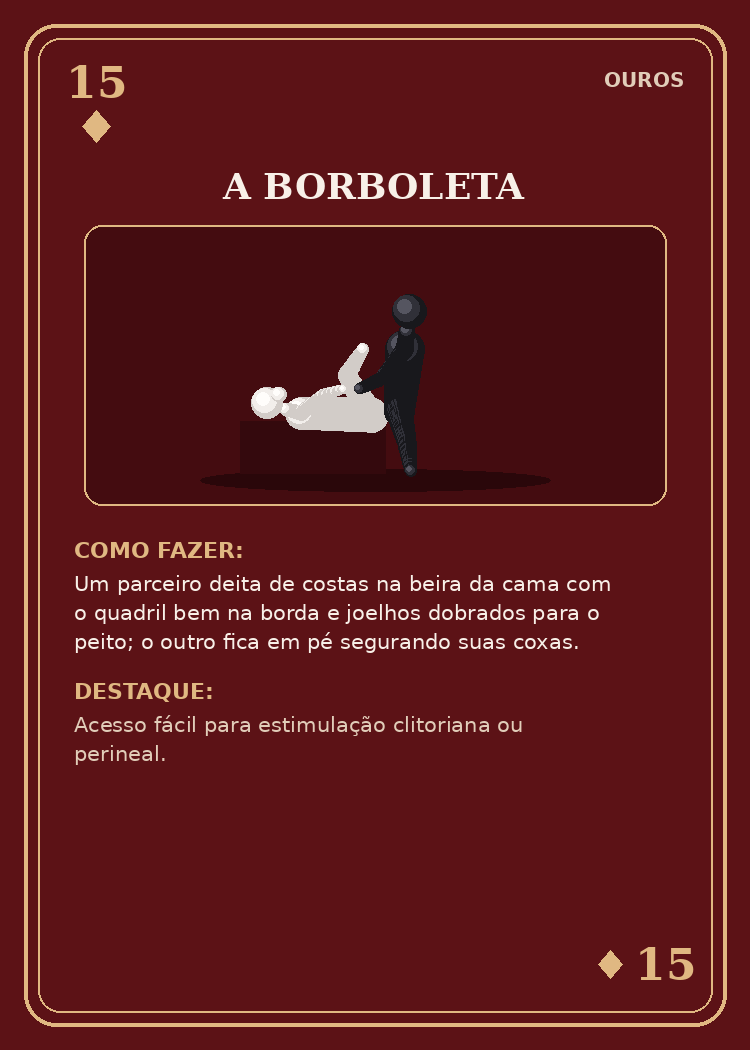 15
OUROS
A BORBOLETA
COMO FAZER:
Um parceiro deita de costas na beira da cama com
o quadril bem na borda e joelhos dobrados para o
peito; o outro fica em pé segurando suas coxas.
DESTAQUE:
Acesso fácil para estimulação clitoriana ou
perineal.
15